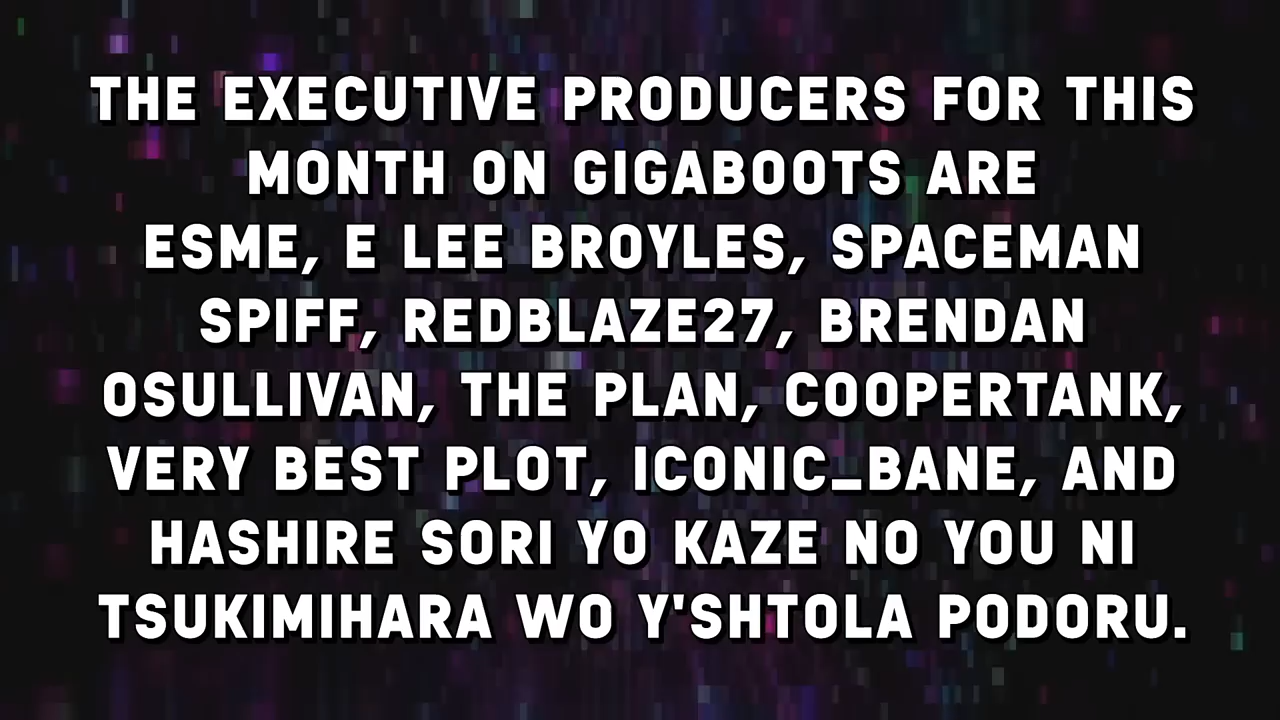 THE EXECUTIVE PRODUCERS FOR THIS
MONTH ON GIGABOOTS ARE
ESME, E LEE BROYLES, SPACEMAN
SPIFF, REDBLAZE27, BRENDAN
OSULLIVAN, THE PLAN, COOPERTANK,
VERY BEST PLOT, ICONIC_BANE, AND
HASHIRE SORI YO KAZE NO YOU NI
TSUKIMIHARA WO Y'SHTOLA PODORU.